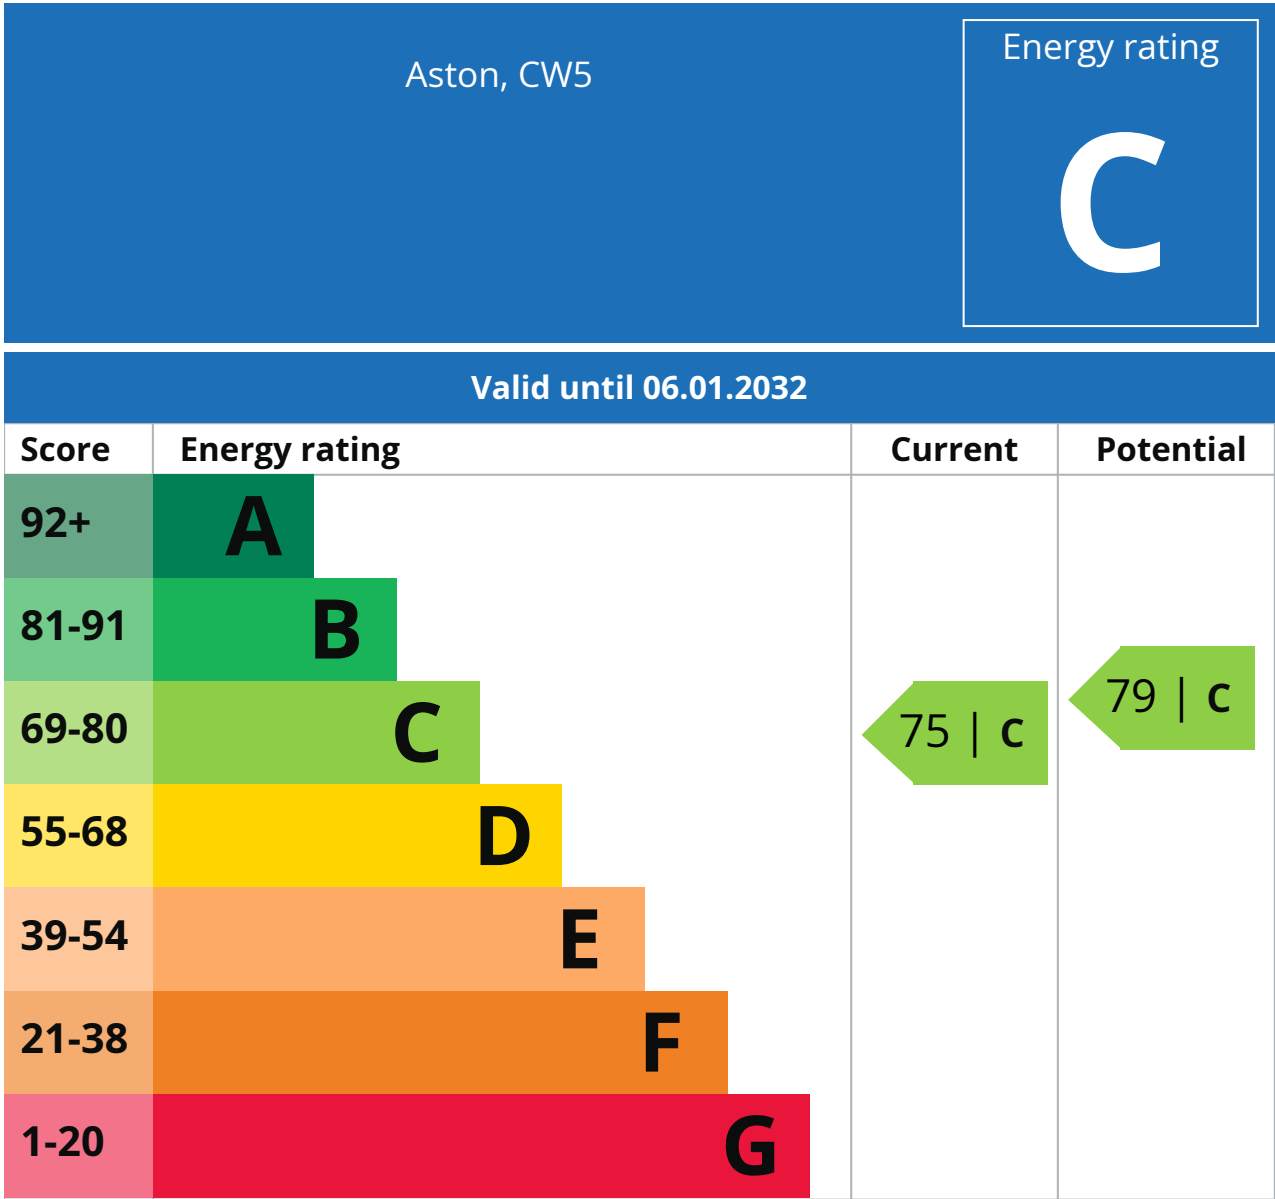 Aston, CW5
Energy rating
C
Valid until 06.01.2032
Score Energy rating Current Potential
92+ A
81-91 B
69-80 C 75 | C 79 | C
55-68 D
39-54 E
21-38 F
1-20 G